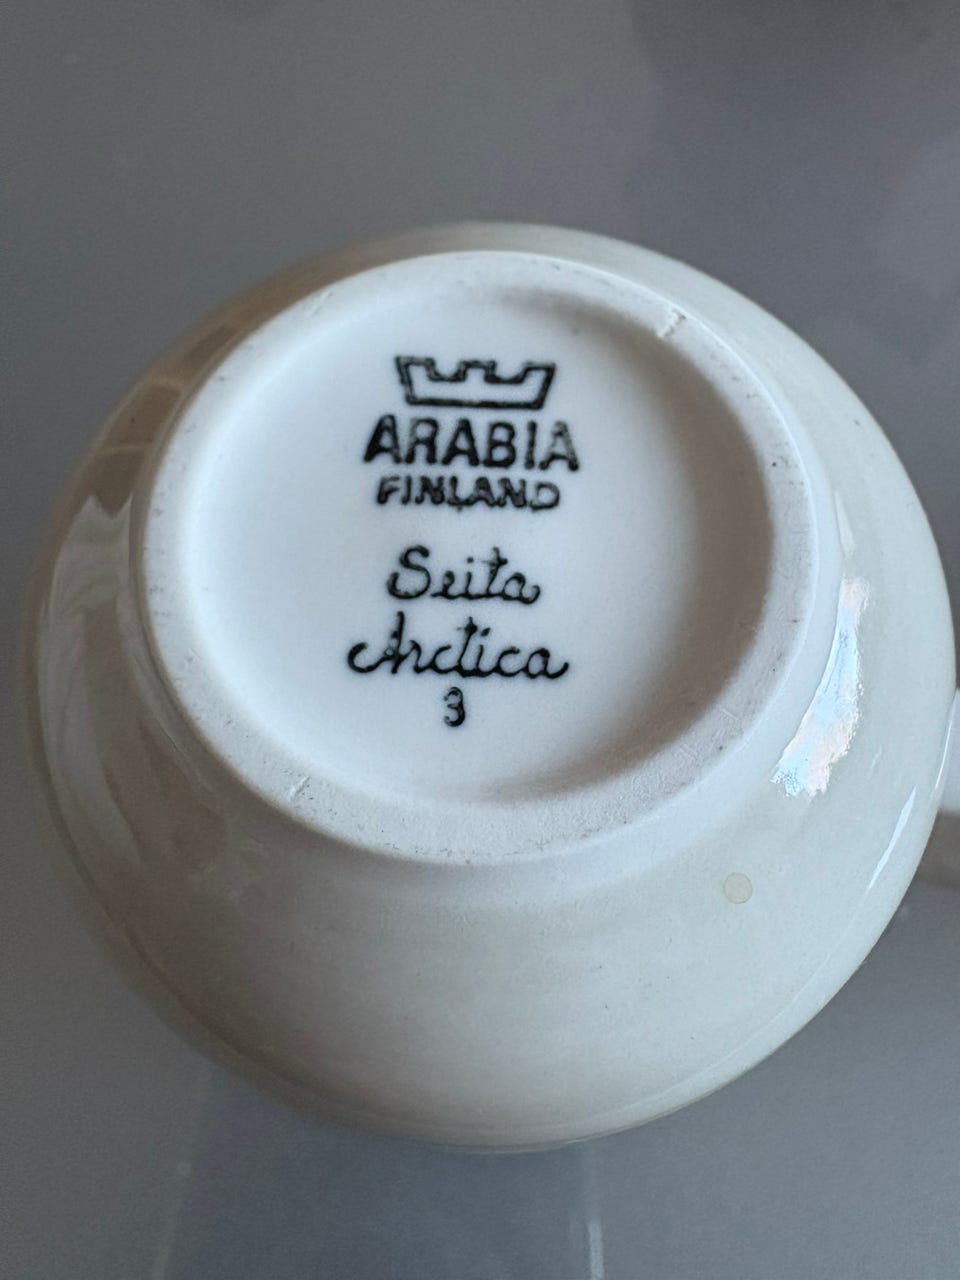 ARABIA
FINLAND
Seita
Arctica
3